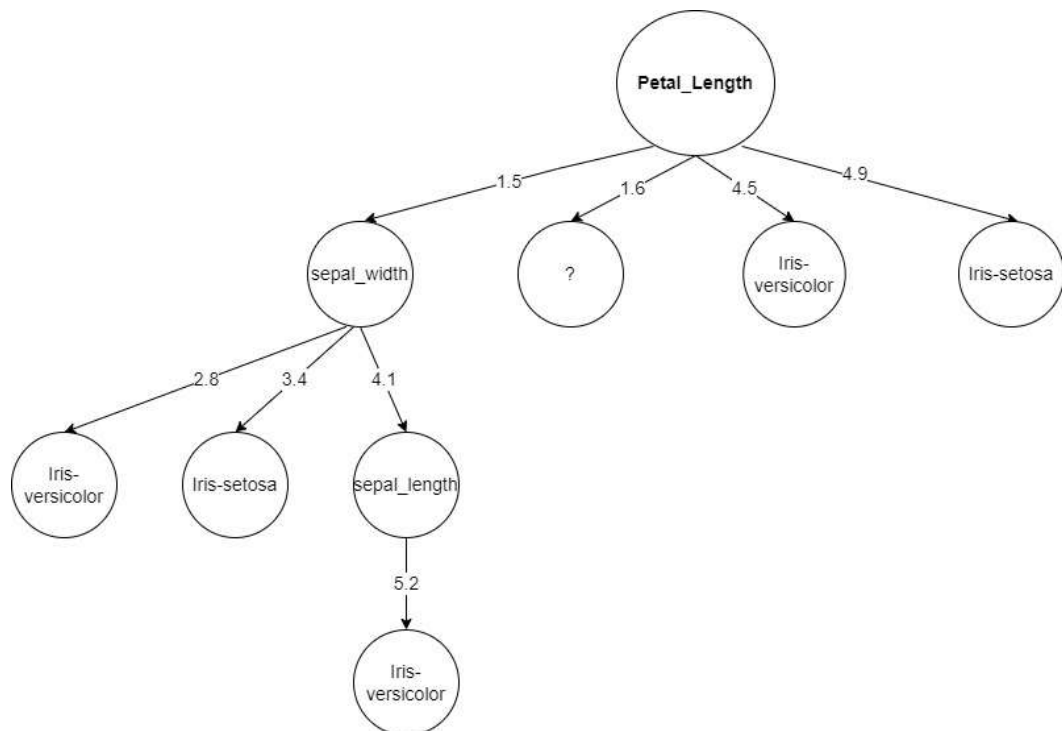 Petal_Length
1.5
1.6
4.5
4.9
sepal_width
?
Iris-
versicolor
Iris-setosa
2.8
3.4
4.1
Iris-
versicolor
Iris-setosa
sepal_length
5.2
Iris-
versicolor